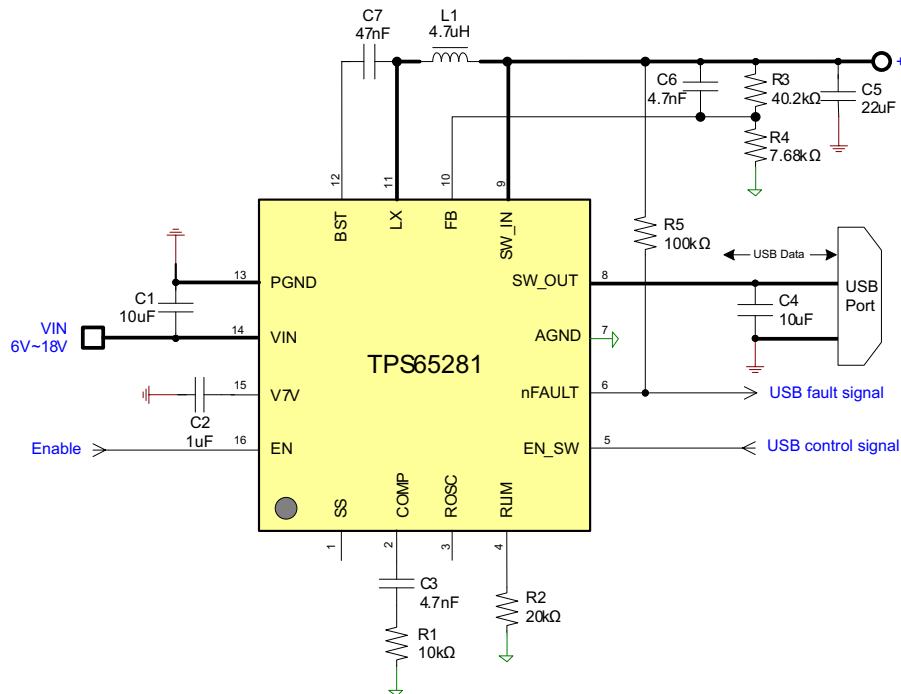 C7
47nF
L1
4.7uH
+
C6
4.7nF
R3
40.2kΩ
C5
22uF
R4
7.68kΩ
12
11
10
9
BST
LX
FB
SW_IN
R5
100kΩ
USB Data
13
PGND
SW_OUT
8
USB
Port
C1
10uF
C4
10uF
VIN
6V~18V
14
VIN
AGND
7
TPS65281
15
V7V
nFAULT
6
USB fault signal
C2
1uF
Enable
16
EN
EN_SW
5
USB control signal
SS
COMP
ROSC
RLIM
1
2
3
4
C3
4.7nF
R2
20kΩ
R1
10kΩ